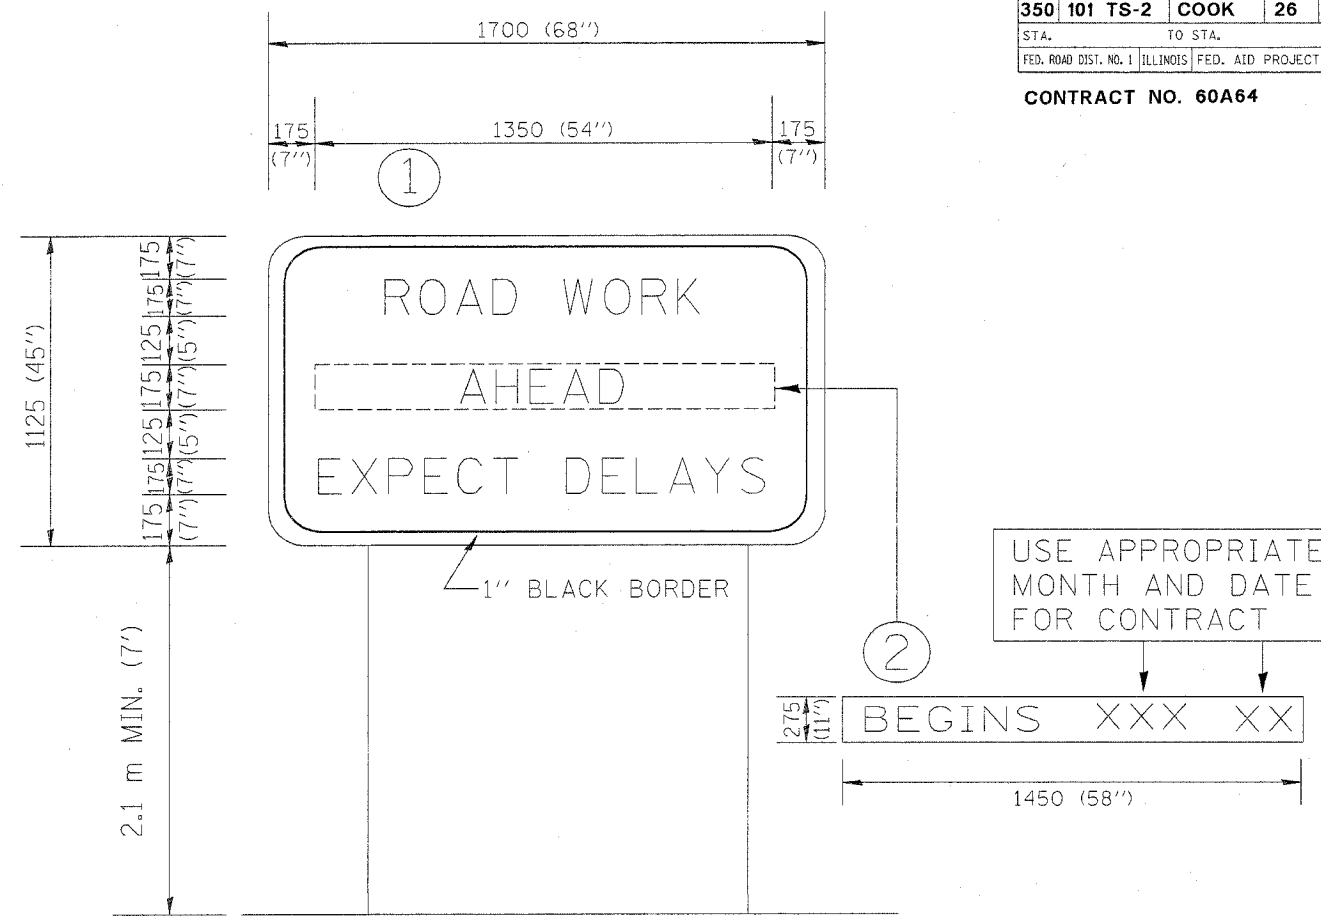 350 101 TS-2 COOK 26
STA. TO STA.
FED. ROAD DIST. NO. 1 ILLINOIS FED. AID PROJECT
CONTRACT NO. 60A64
1700 (68'')
175 (7'')
1350 (54'')
175 (7'')
1
1125 (45'')
175 (7'')
175 (7'')
125 (5'')
175 (7'')
125 (5'')
175 (7'')
175 (7'')
ROAD WORK
AHEAD
EXPECT DELAYS
1'' BLACK BORDER
2.1 m MIN. (7')
2
USE APPROPRIATE
MONTH AND DATE
FOR CONTRACT
275 (11'')
BEGINS XXX XX
1450 (58'')